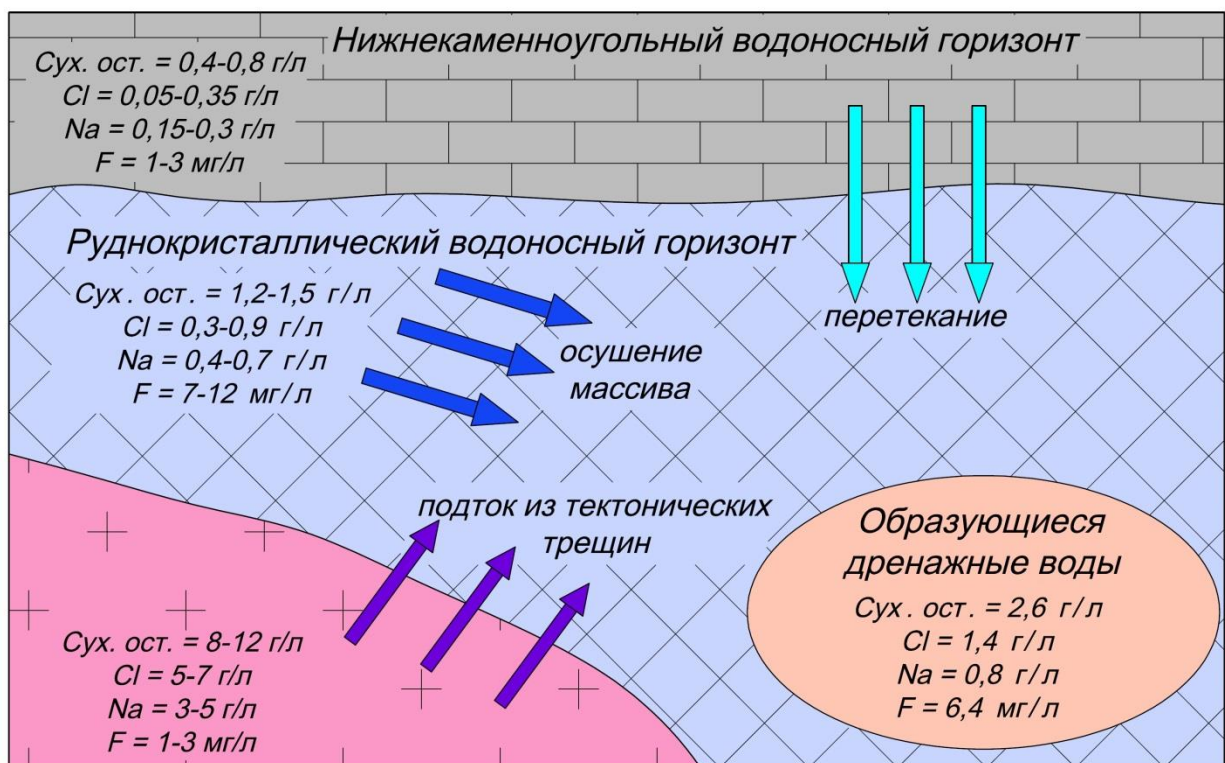 Нижнекаменноугольный водоносный горизонт
Сух. ост. = 0,4-0,8 г/л
Cl = 0,05-0,35 г/л
Na = 0,15-0,3 г/л
F = 1-3 мг/л
Руднокристаллический водоносный горизонт
Сух. ост. = 1,2-1,5 г/л
Cl = 0,3-0,9 г/л
Na = 0,4-0,7 г/л
F = 7-12 мг/л
перетекание
осушение
массива
подток из тектонических
трещин
Образующиеся
дренажные воды
Сух. ост. = 2,6 г/л
Cl = 1,4 г/л
Na = 0,8 г/л
F = 6,4 мг/л
Сух. ост. = 8-12 г/л
Cl = 5-7 г/л
Na = 3-5 г/л
F = 1-3 мг/л